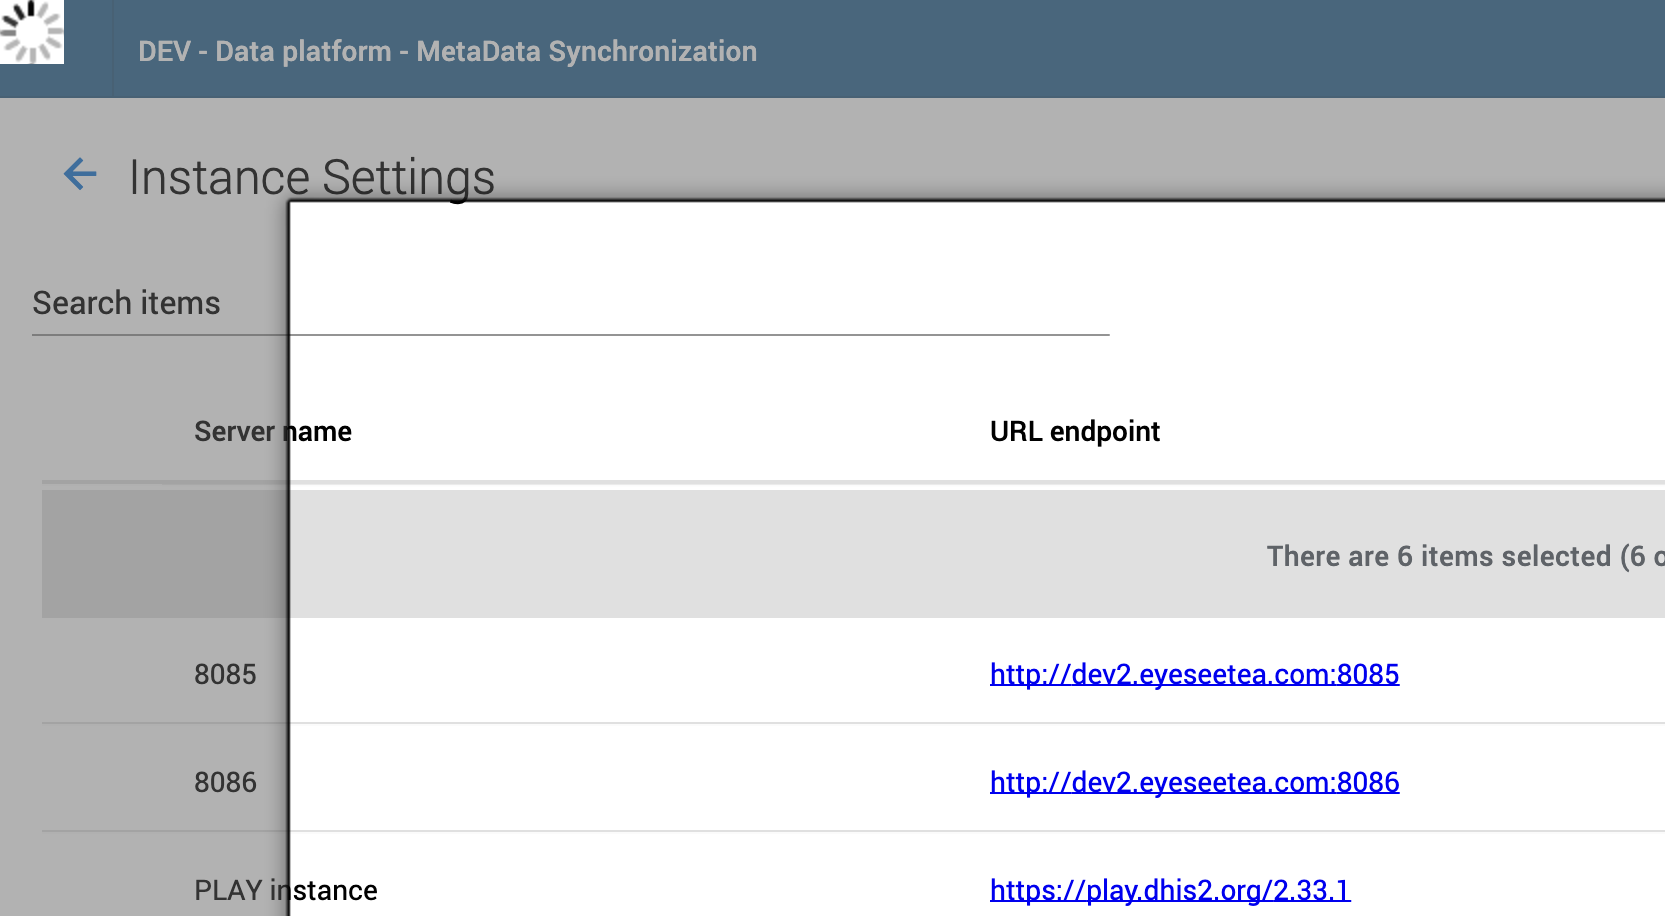 DEV - Data platform - MetaData Synchronization
Instance Settings
Search items
Server name URL endpoint
There are 6 items selected (6 o
8085 http://dev2.eyeseetea.com:8085
8086 http://dev2.eyeseetea.com:8086
PLAY instance https://play.dhis2.org/2.33.1